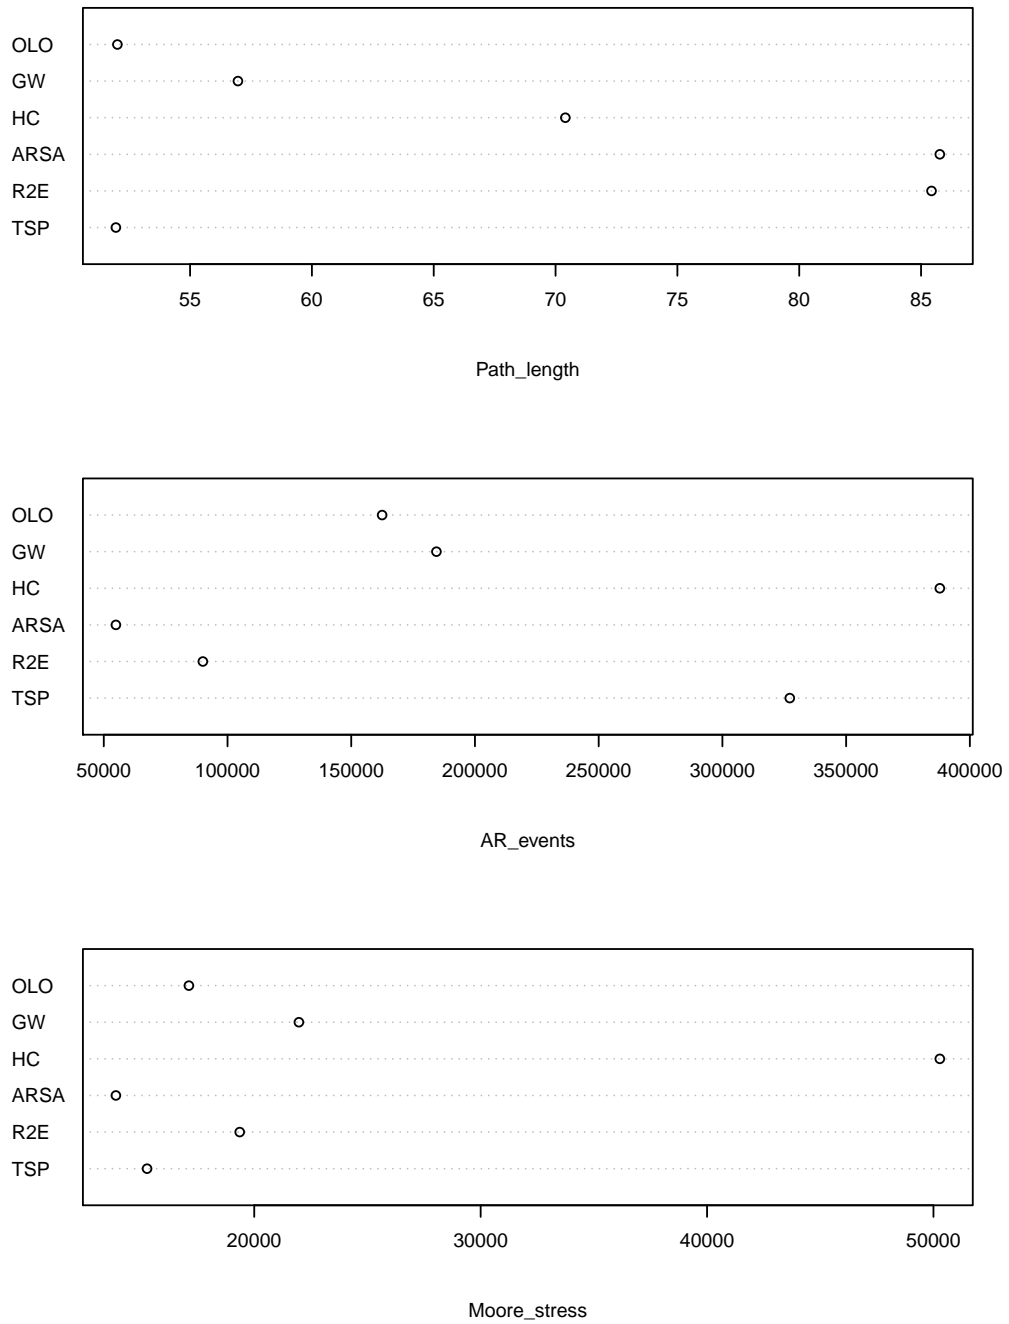 OLO
GW
HC
ARSA
R2E
TSP
55 60 65 70 75 80 85
Path_length
OLO
GW
HC
ARSA
R2E
TSP
50000 100000 150000 200000 250000 300000 350000 400000
AR_events
OLO
GW
HC
ARSA
R2E
TSP
20000 30000 40000 50000
Moore_stress